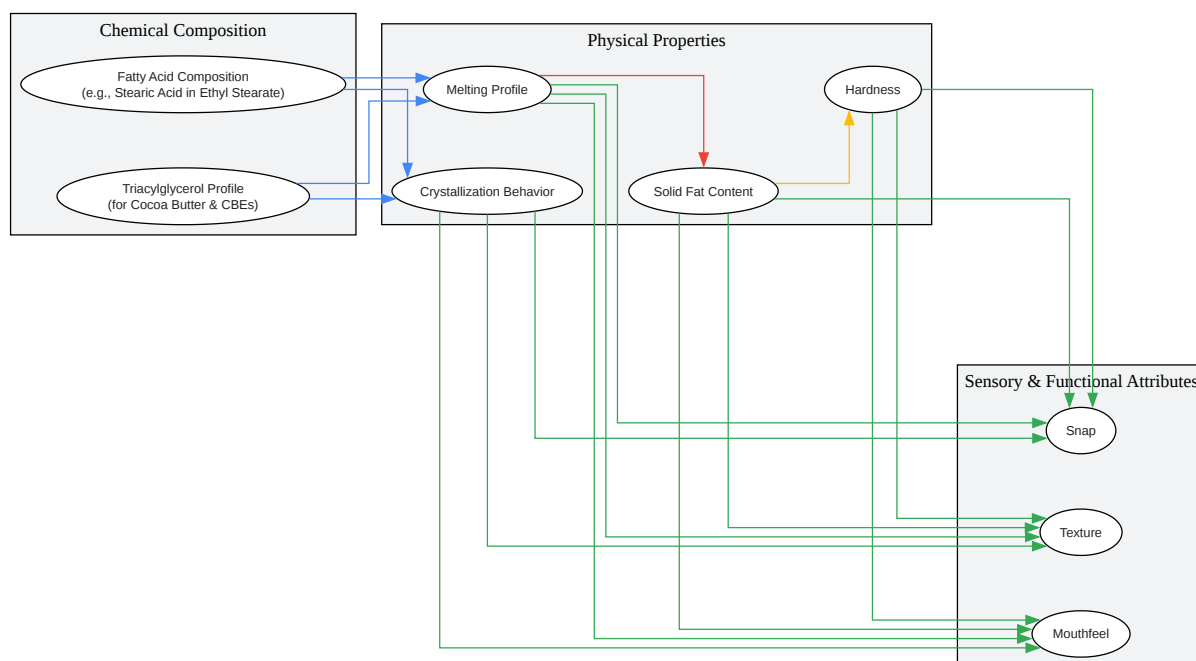 Chemical Composition
Fatty Acid Composition
(e.g., Stearic Acid in Ethyl Stearate)
Triacylglycerol Profile
(for Cocoa Butter & CBEs)
Physical Properties
Melting Profile
Hardness
Crystallization Behavior
Solid Fat Content
Sensory & Functional Attributes
Snap
Texture
Mouthfeel